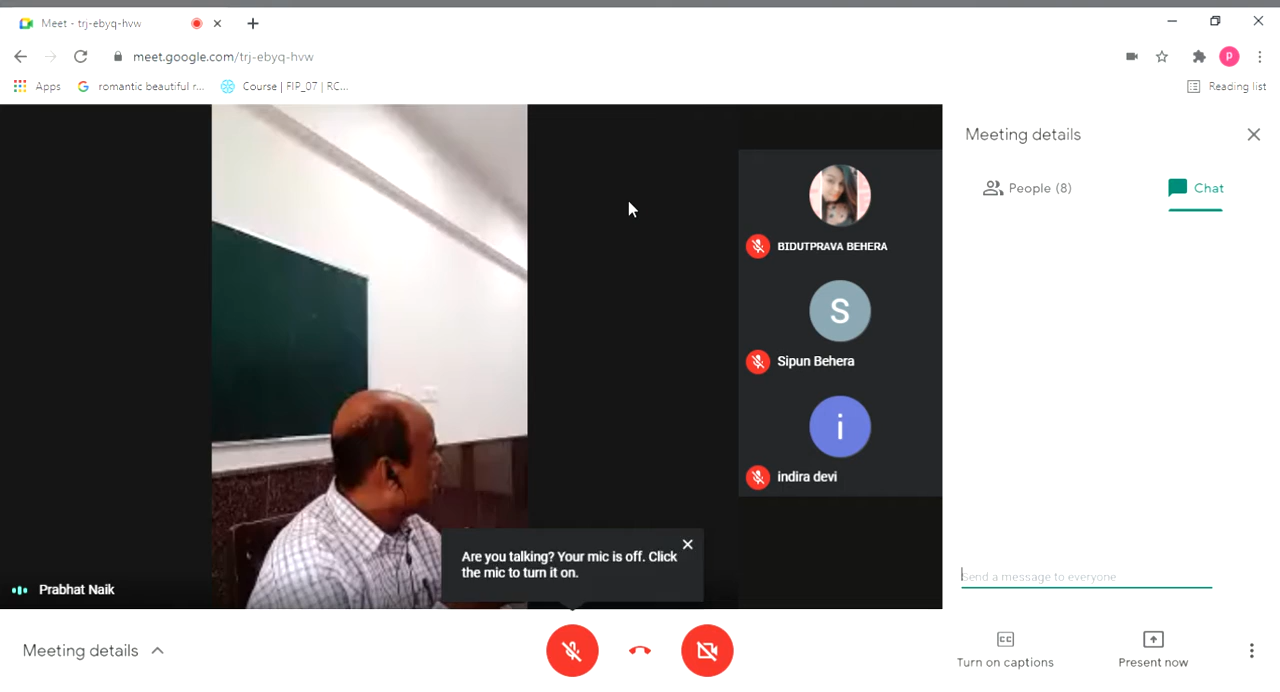 Meet - trj-ebyq-hvw
meet.google.com/trj-ebyq-hvw
P
Apps
romantic beautiful r...
Course | FIP_07 | RC...
Reading list
Meeting details
People (8)
Chat
BIDUTPRAVA BEHERA
S
Sipun Behera
i
indira devi
Are you talking? Your mic is off. Click
the mic to turn it on.
Prabhat Naik
Send a message to everyone
Meeting details
CC
Turn on captions
Present now